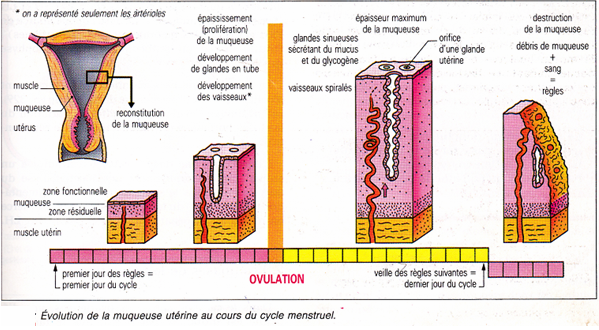 * on a représenté seulement les artérioles
muscle
muqueuse
utérus
reconstitution
de la muqueuse
épaississement
(prolifération)
de la muqueuse
développement
de glandes en tube
développement
des vaisseaux*
épaisseur maximum
de la muqueuse
glandes sinueuses
sécrétant du mucus
et du glycogène
orifice
d'une glande
utérine
vaisseaux spiralés
destruction
de la muqueuse
débris de muqueuse
+
sang
=
règles
zone fonctionnelle
muqueuse
zone résiduelle
muscle utérin
premier jour des règles =
premier jour du cycle
OVULATION
veille des règles suivantes =
dernier jour du cycle
Évolution de la muqueuse utérine au cours du cycle menstruel.